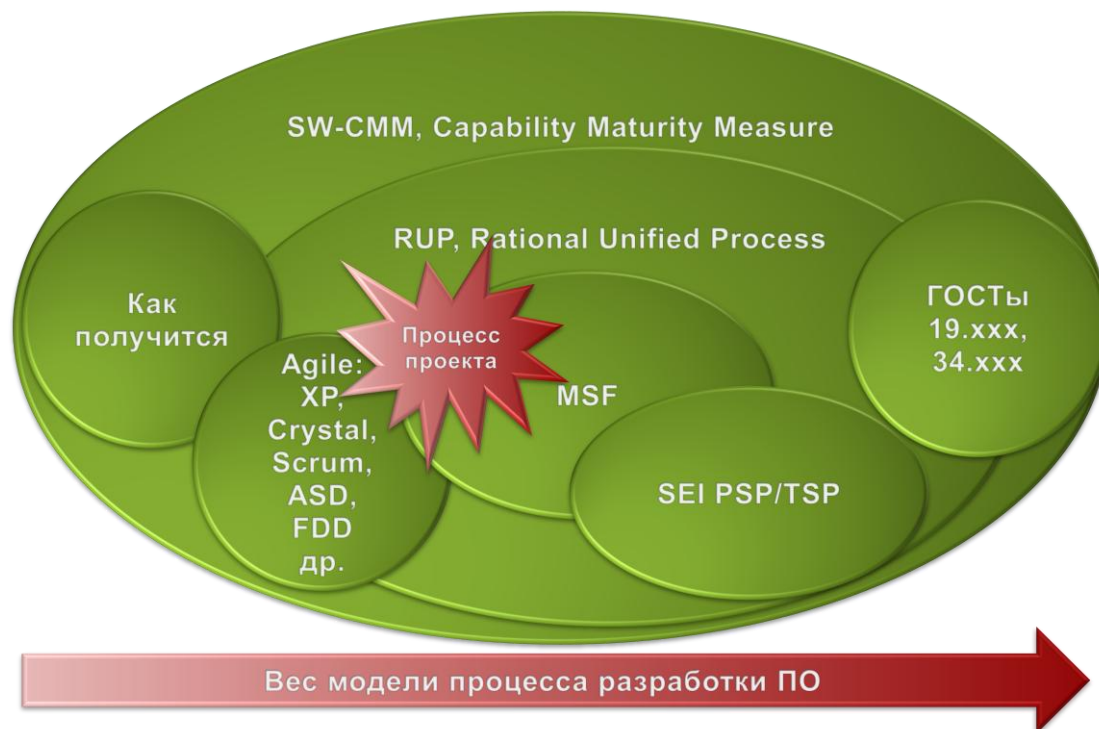 SW-CMM, Capability Maturity Measure
RUP, Rational Unified Process
Как
получится
Agile:
XP,
Crystal,
Scrum,
ASD,
FDD
др.
Процесс
проекта
MSF
SEI PSP/TSP
ГОСТы
19.xxx,
34.xxx
Вес модели процесса разработки ПО